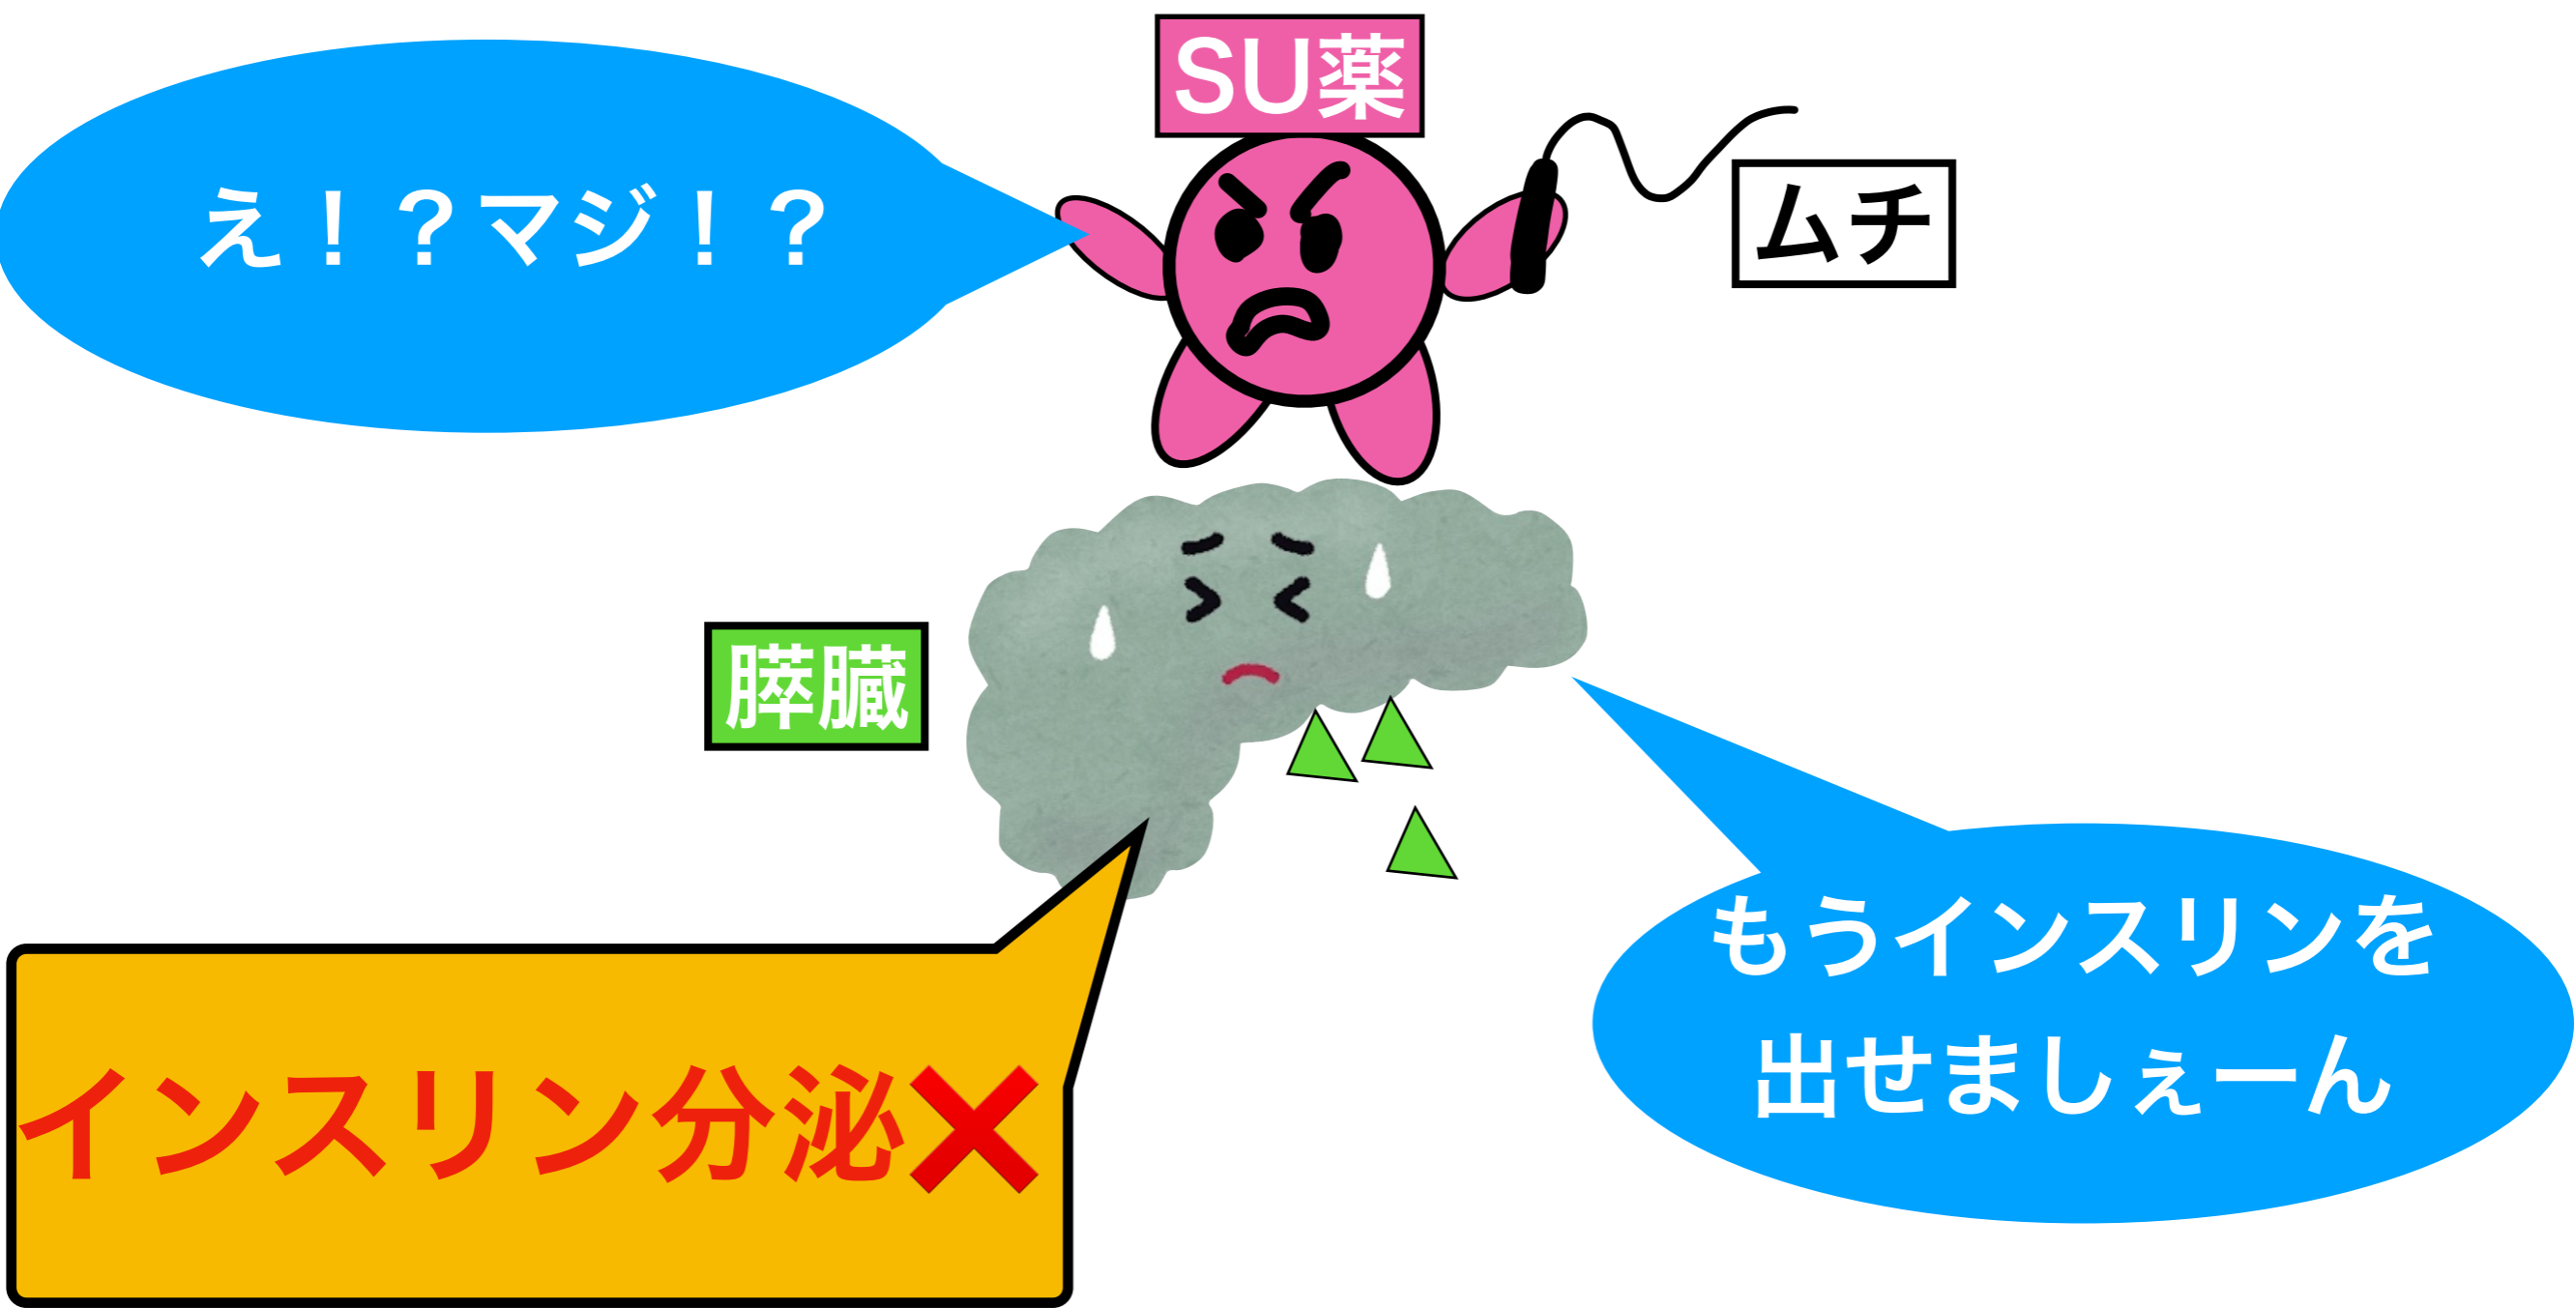 SU薬
え！？マジ！？
ムチ
膵臓
もうインスリンを
出せましぇーん
インスリン分泌❌